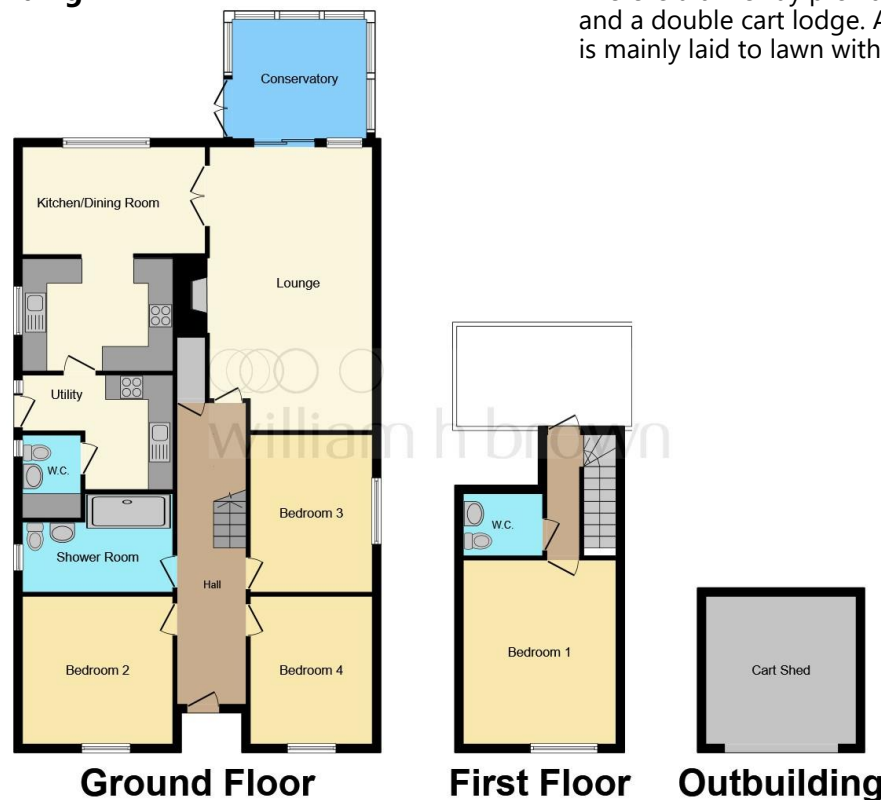 and a double cart lodge. A
is mainly laid to lawn with
Conservatory
Kitchen/Dining Room
Lounge
Utility
W.C.
Shower Room
Bedroom 3
Hall
Bedroom 2
Bedroom 4
W.C.
Bedroom 1
Cart Shed
william h brown
Ground Floor
First Floor
Outbuilding